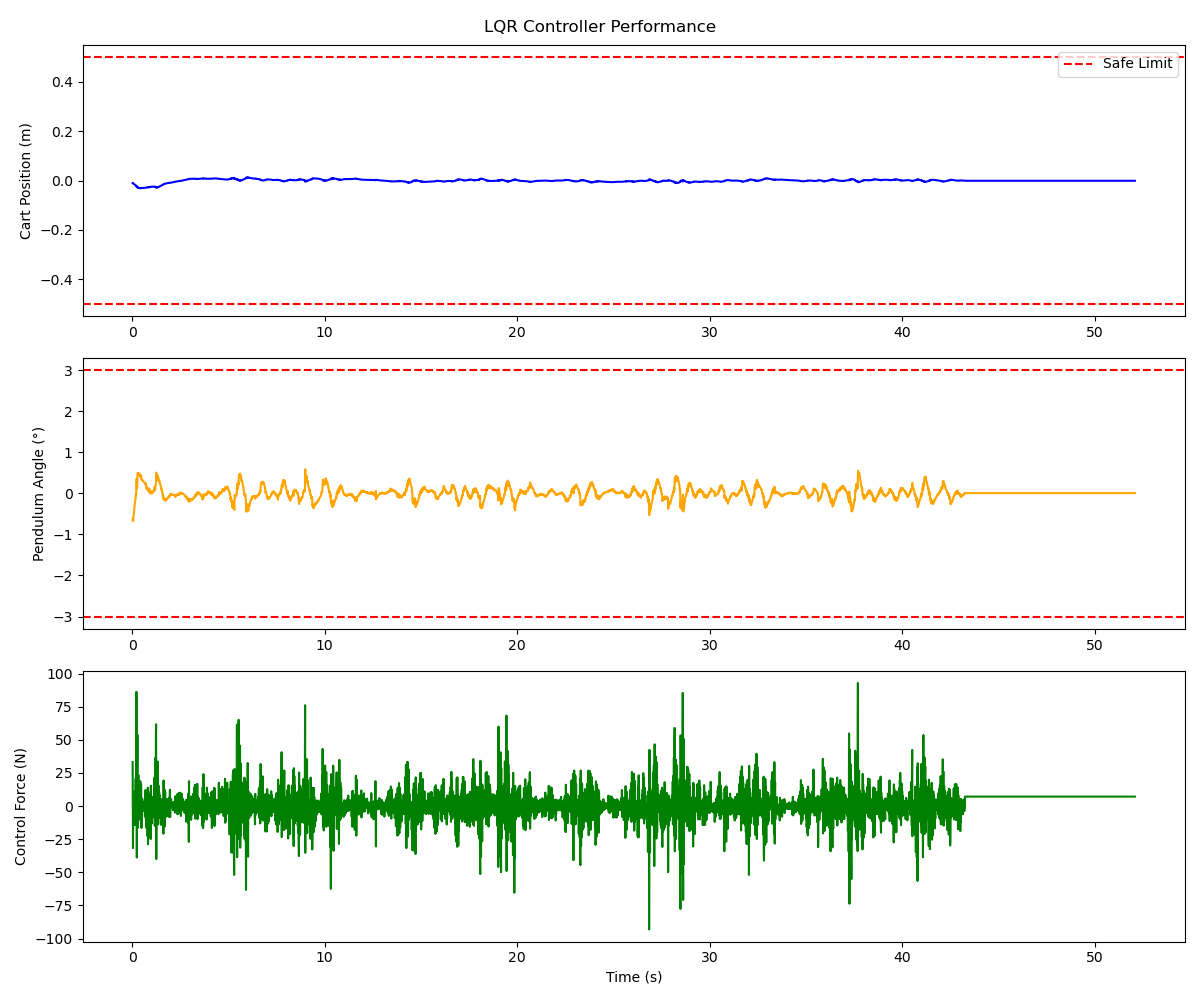 LQR Controller Performance
Safe Limit
Cart Position (m)
0.4
0.2
0.0
−0.2
−0.4
0 10 20 30 40 50
Pendulum Angle (°)
3
2
1
0
−1
−2
−3
0 10 20 30 40 50
Control Force (N)
100
75
50
25
0
−25
−50
−75
−100
0 10 20 30 40 50
Time (s)